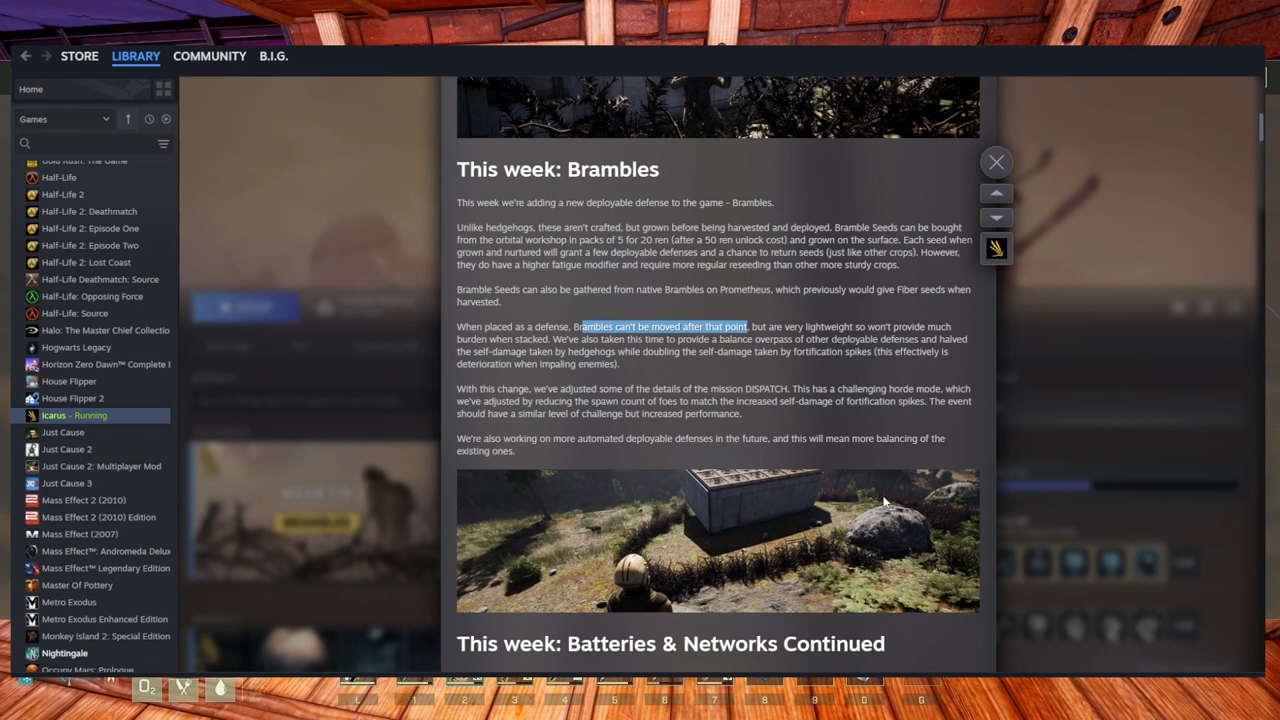 STORE LIBRARY COMMUNITY B.I.G.
Home
Games
Gold Rush: The Game
Half-Life
Half-Life 2
Half-Life 2: Deathmatch
Half-Life 2: Episode One
Half-Life 2: Episode Two
Half-Life 2: Lost Coast
Half-Life Deathmatch: Source
Half-Life: Opposing Force
Half-Life: Source
Halo: The Master Chief Collectio
Hogwarts Legacy
Horizon Zero Dawn™ Complete I
House Flipper
House Flipper 2
Icarus - Running
Just Cause
Just Cause 2
Just Cause 2: Multiplayer Mod
Just Cause 3
Mass Effect 2 (2010)
Mass Effect 2 (2010) Edition
Mass Effect (2007)
Mass Effect™: Andromeda Delux
Mass Effect™ Legendary Edition
Master Of Pottery
Metro Exodus
Metro Exodus Enhanced Edition
Monkey Island 2: Special Edition
Nightingale
Occupy Mars: Prologue
This week: Brambles
This week we're adding a new deployable defense to the game - Brambles.
Unlike hedgehogs, these aren't crafted, but grown before being harvested and deployed. Bramble Seeds can be bought
from the orbital workshop in packs of 5 for 20 ren (after a 50 ren unlock cost) and grown on the surface. Each seed when
grown and nurtured will grant a few deployable defenses and a chance to return seeds (just like other crops). However,
they do have a higher fatigue modifier and require more regular reseeding than other more sturdy crops.
Bramble Seeds can also be gathered from native Brambles on Prometheus, which previously would give Fiber seeds when
harvested.
When placed as a defense, Brambles can't be moved after that point, but are very lightweight so won't provide much
burden when stacked. We've also taken this time to provide a balance overpass of other deployable defenses and halved
the self-damage taken by hedgehogs while doubling the self-damage taken by fortification spikes (this effectively is
deterioration when impaling enemies).
With this change, we've adjusted some of the details of the mission DISPATCH. This has a challenging horde mode, which
we've adjusted by reducing the spawn count of foes to match the increased self-damage of fortification spikes. The event
should have a similar level of challenge but increased performance.
We're also working on more automated deployable defenses in the future, and this will mean more balancing of the
existing ones.
This week: Batteries & Networks Continued
O2
L 1 2 3 4 5 6 7 8 9 0 G